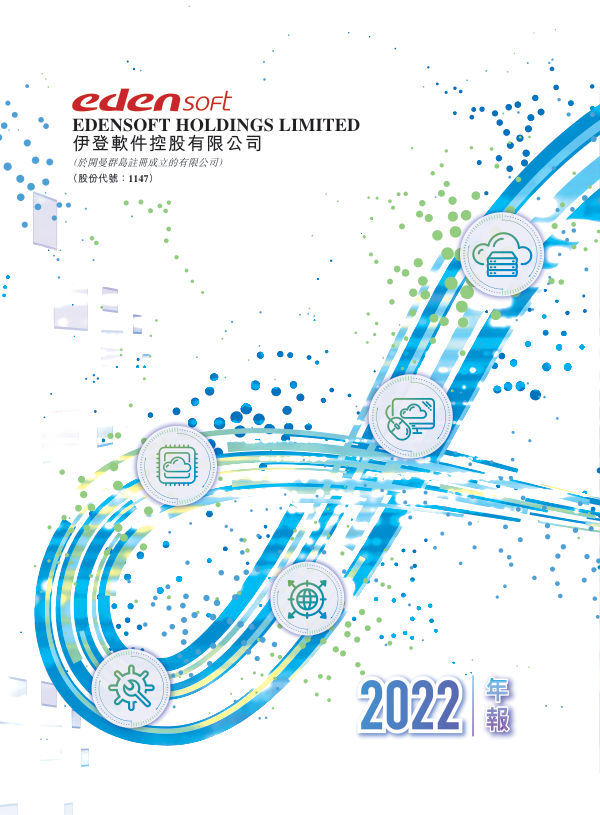 edensoft
EDENSOFT HOLDINGS LIMITED
伊登軟件控股有限公司
(於開曼群島註冊成立的有限公司)
(股份代號：1147)
2022
年報